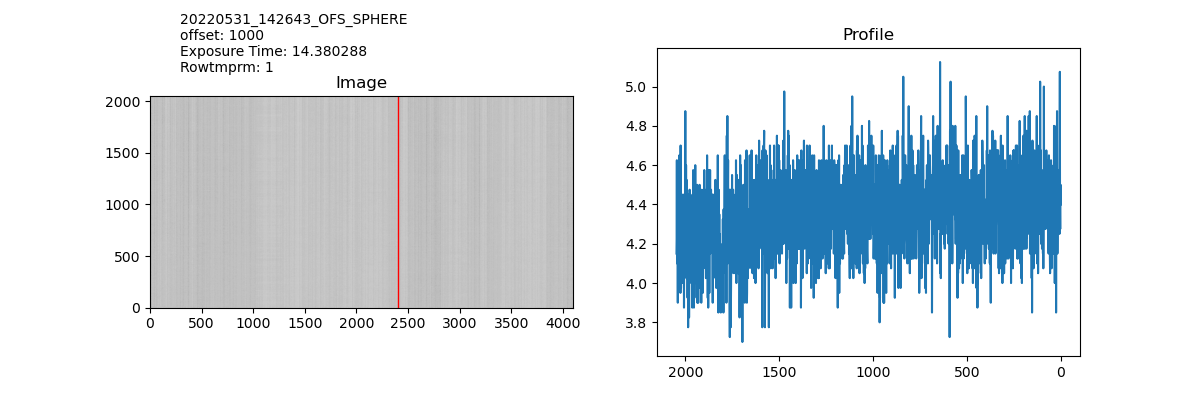 20220531_142643_OFS_SPHERE
offset: 1000
Exposure Time: 14.380288
Rowtmprm: 1
Image
2000
1500
1000
500
0
0 500 1000 1500 2000 2500 3000 3500 4000
Profile
5.0
4.8
4.6
4.4
4.2
4.0
3.8
2000 1500 1000 500 0